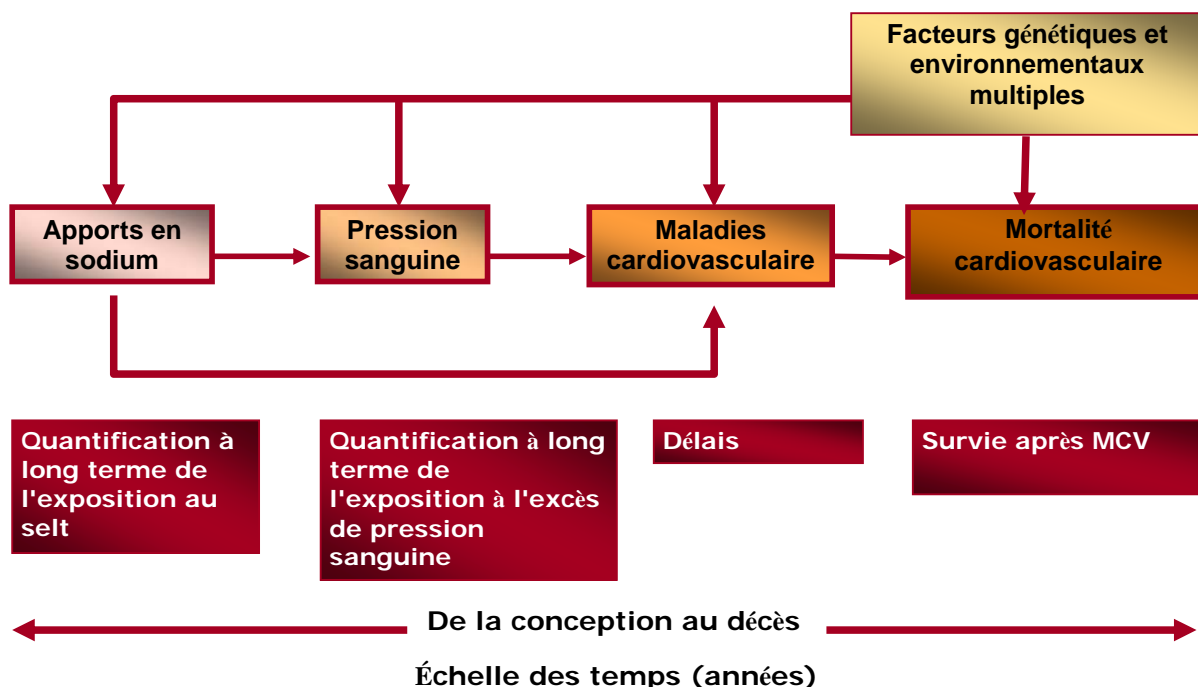 Facteurs génétiques et
environnementaux
multiples
Apports en
sodium
Pression
sanguine
Maladies
cardiovasculaire
Mortalité
cardiovasculaire
Quantification à
long terme de
l'exposition au
selt
Quantification à long
terme de
l'exposition à l'excès
de pression
sanguine
Délais
Survie après MCV
De la conception au décès
Échelle des temps (années)